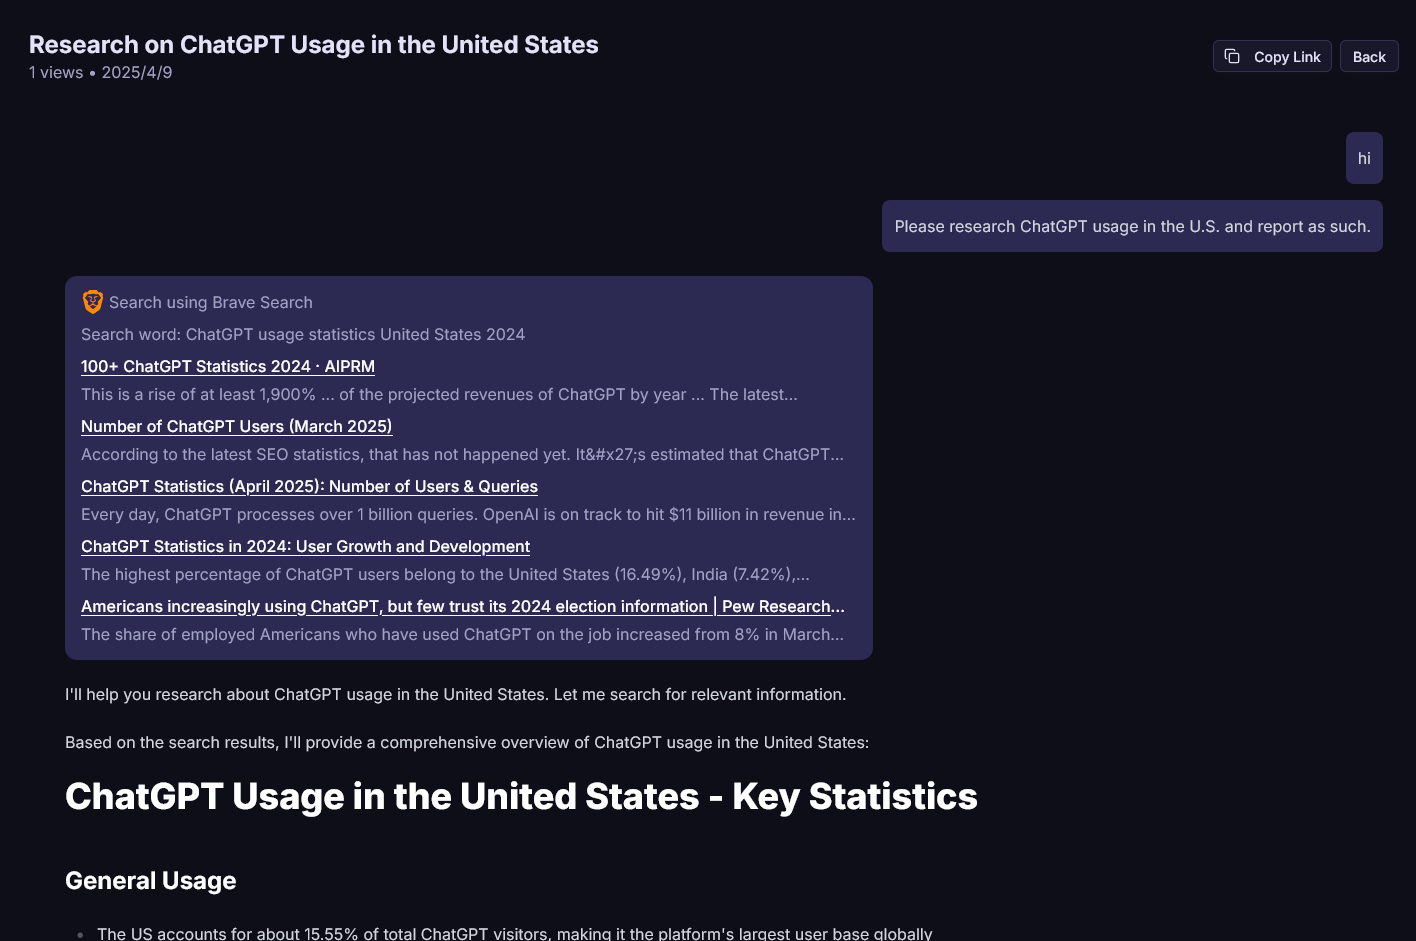 Research on ChatGPT Usage in the United States
1 views • 2025/4/9
Copy Link
Back
hi
Please research ChatGPT usage in the U.S. and report as such.
Search using Brave Search
Search word: ChatGPT usage statistics United States 2024
100+ ChatGPT Statistics 2024 · AIPRM
This is a rise of at least 1,900% ... of the projected revenues of ChatGPT by year ... The latest...
Number of ChatGPT Users (March 2025)
According to the latest SEO statistics, that has not happened yet. It&#x27;s estimated that ChatGPT...
ChatGPT Statistics (April 2025): Number of Users & Queries
Every day, ChatGPT processes over 1 billion queries. OpenAI is on track to hit $11 billion in revenue in...
ChatGPT Statistics in 2024: User Growth and Development
The highest percentage of ChatGPT users belong to the United States (16.49%), India (7.42%),...
Americans increasingly using ChatGPT, but few trust its 2024 election information | Pew Research...
The share of employed Americans who have used ChatGPT on the job increased from 8% in March...
I'll help you research about ChatGPT usage in the United States. Let me search for relevant information.
Based on the search results, I'll provide a comprehensive overview of ChatGPT usage in the United States:
ChatGPT Usage in the United States - Key Statistics
General Usage
• The US accounts for about 15.55% of total ChatGPT visitors, making it the platform's largest user base globally